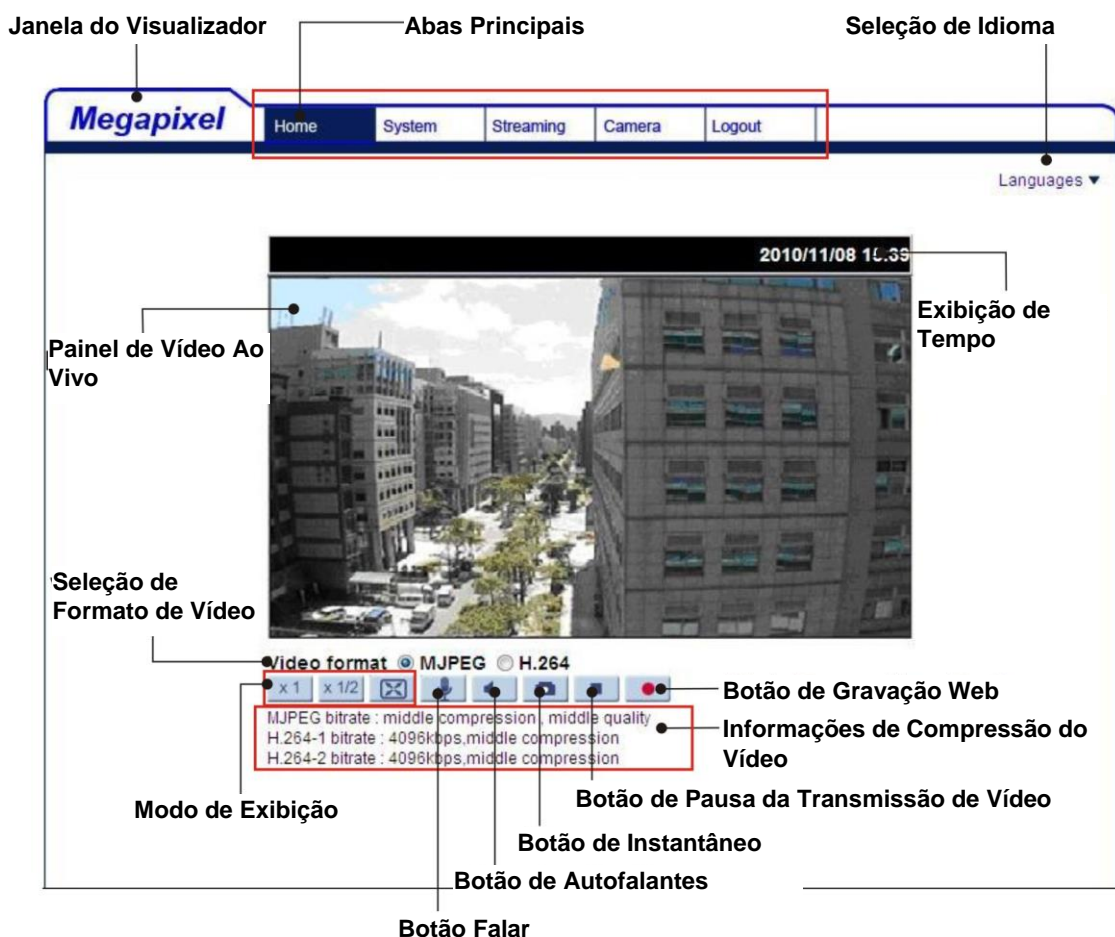 Janela do Visualizador
Abas Principais
Seleção de Idioma
Megapixel
Home
System
Streaming
Camera
Logout
Languages
Painel de Vídeo Ao
Vivo
Exibição de
Tempo
Seleção de
Formato de Vídeo
Video format MJPEG H.264
x 1
x 1/2
MJPEG bitrate : middle compression , middle quality
H.264-1 bitrate : 4096kbps,middle compression
H.264-2 bitrate : 4096kbps,middle compression
Botão de Gravação Web
Informações de Compressão do
Vídeo
Modo de Exibição
Botão de Pausa da Transmissão de Vídeo
Botão de Instantâneo
Botão de Autofalantes
Botão Falar
2010/11/08